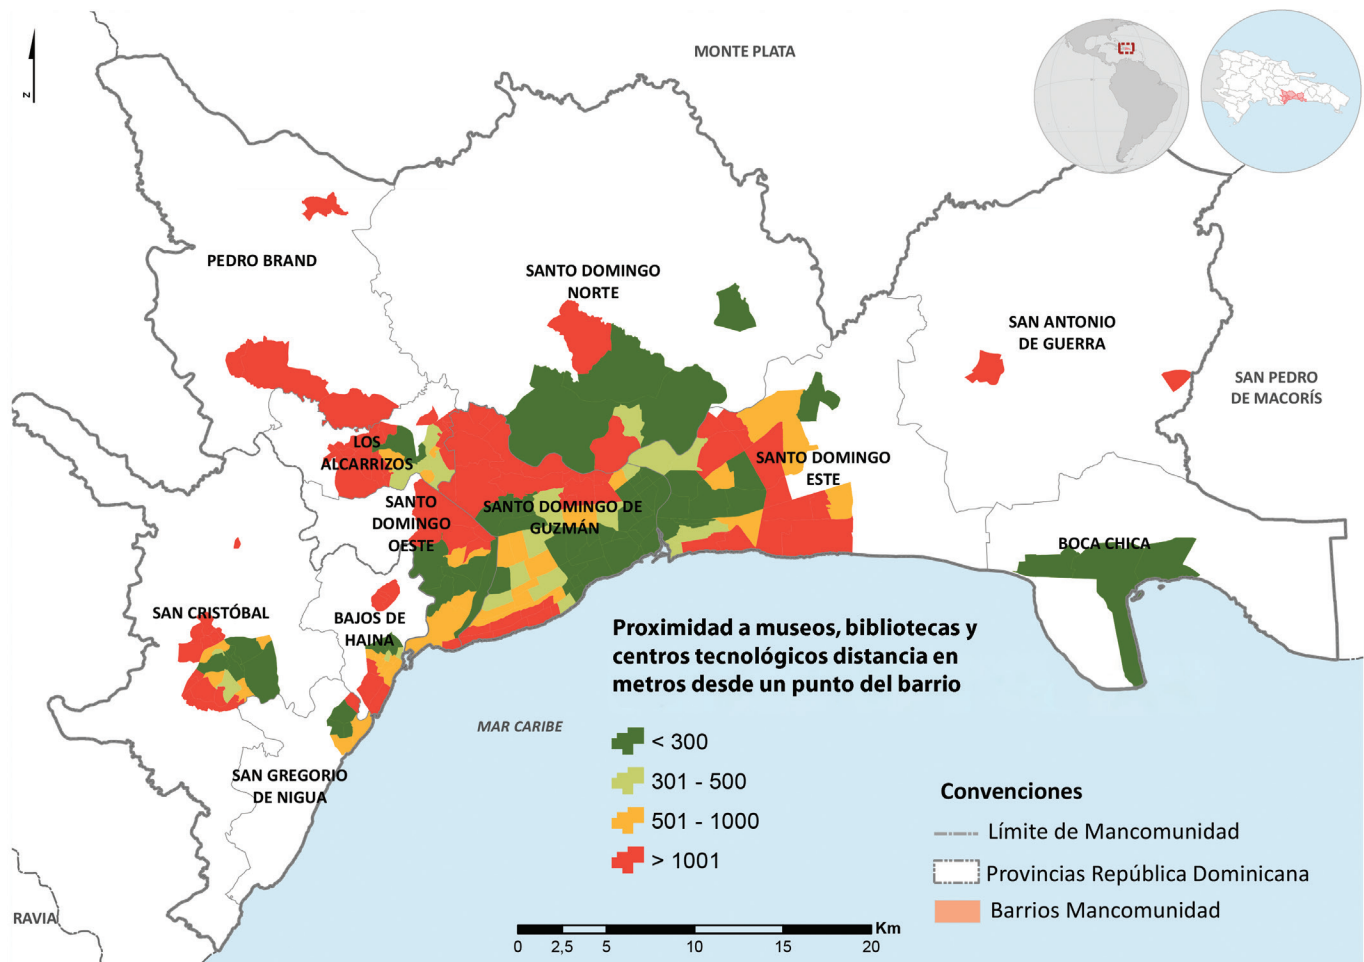 MONTE PLATA
N
PEDRO BRAND
SANTO DOMINGO
NORTE
SAN ANTONIO
DE GUERRA
SAN PEDRO
DE MACORÍS
LOS
ALCARRIZOS
SANTO DOMINGO
ESTE
SANTO
DOMINGO
OESTE
SANTO DOMINGO DE
GUZMÁN
BOCA CHICA
SAN CRISTÓBAL
BAJOS DE
HAINA
Proximidad a museos, bibliotecas y
centros tecnológicos distancia en
metros desde un punto del barrio
MAR CARIBE
< 300
301 - 500
501 - 1000
> 1001
SAN GREGORIO
DE NIGUA
Convenciones
Límite de Mancomunidad
Provincias República Dominicana
Barrios Mancomunidad
RAVIA
Km
0 2,5 5 10 15 20